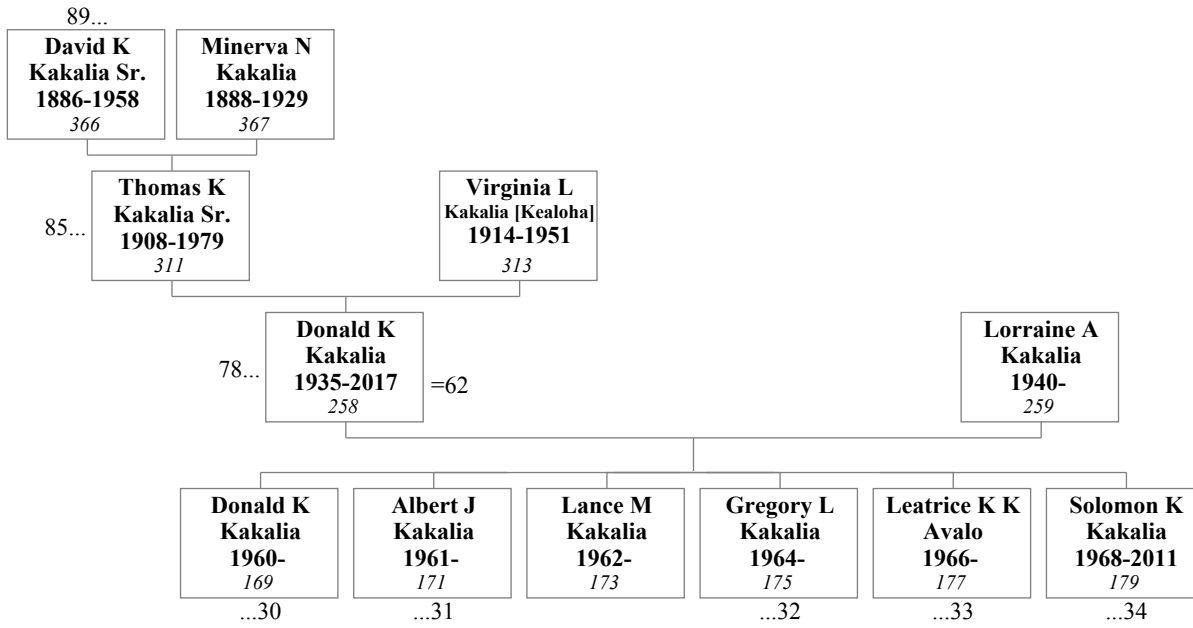 89...
David K
Kakalia Sr.
1886-1958
366
Minerva N
Kakalia
1888-1929
367
85...
Thomas K
Kakalia Sr.
1908-1979
311
Virginia L
Kakalia [Kealoha]
1914-1951
313
78...
Donald K
Kakalia
1935-2017
258
=62
Lorraine A
Kakalia
1940-
259
Donald K
Kakalia
1960-
169
...30
Albert J
Kakalia
1961-
171
...31
Lance M
Kakalia
1962-
173
Gregory L
Kakalia
1964-
175
...32
Leatrice K K
Avalo
1966-
177
...33
Solomon K
Kakalia
1968-2011
179
...34